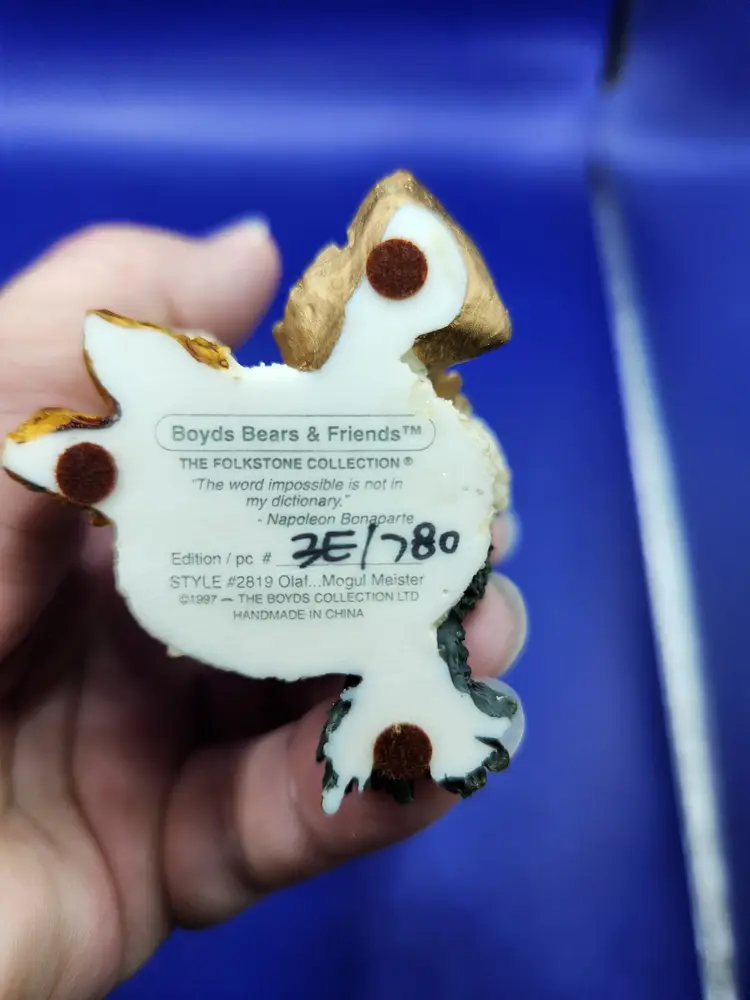 Boyds Bears & Friends™
THE FOLKSTONE COLLECTION®
"The word impossible is not in
my dictionary."
- Napoleon Bonaparte
Edition / pc # 3E/780
STYLE #2819 Olaf...Mogul Meister
©1997 — THE BOYDS COLLECTION LTD
HANDMADE IN CHINA